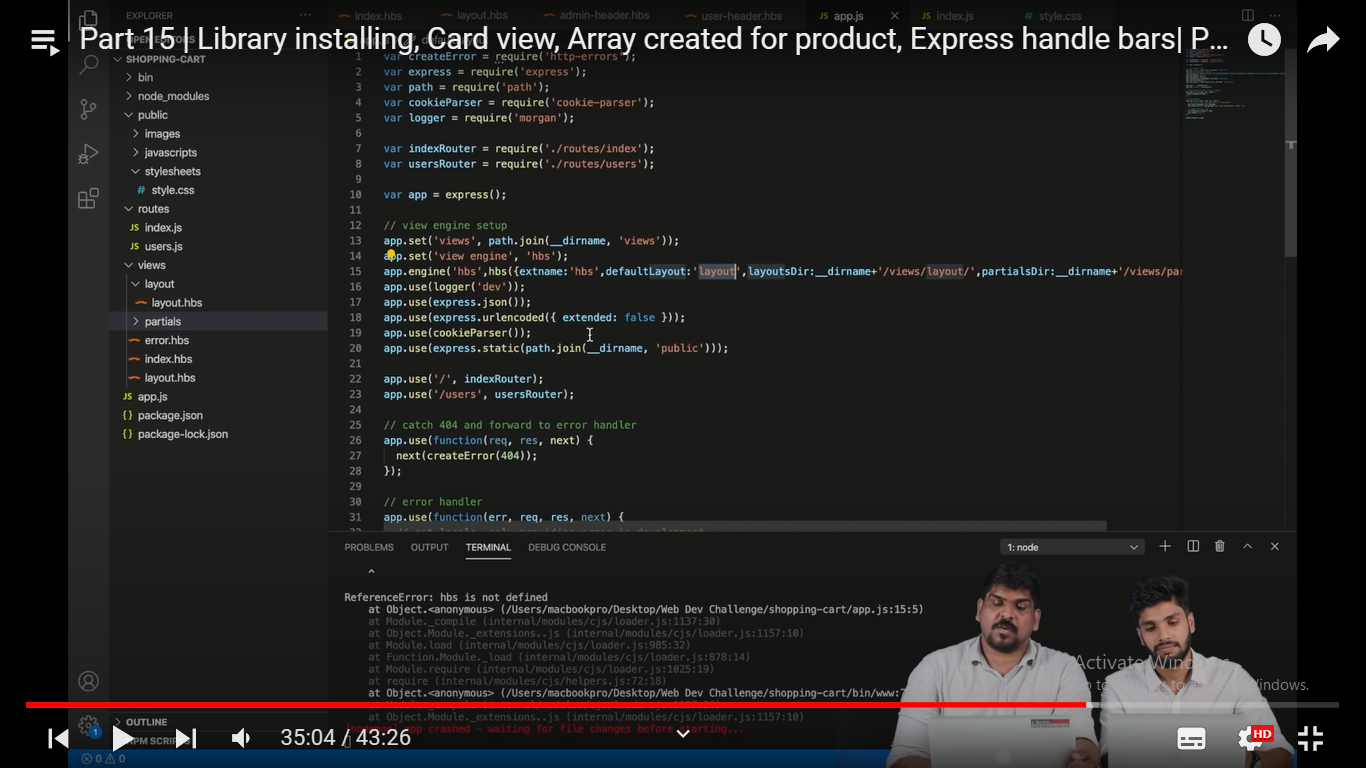 EXPLORER
index.hbs
layout.hbs
admin-header.hbs
user-header.hbs
app.js
index.js
style.css
Part 15 | Library installing, Card view, Array created for product, Express handle bars| P...
SHOPPING-CART
bin
node_modules
public
images
javascripts
stylesheets
# style.css
routes
JS index.js
JS users.js
views
layout
layout.hbs
partials
error.hbs
index.hbs
layout.hbs
JS app.js
{} package.json
{} package-lock.json
OUTLINE
NPM SCRIPTS
1 var createError = require('http-errors');
2 var express = require('express');
3 var path = require('path');
4 var cookieParser = require('cookie-parser');
5 var logger = require('morgan');
6
7 var indexRouter = require('./routes/index');
8 var usersRouter = require('./routes/users');
9
10 var app = express();
11
12 // view engine setup
13 app.set('views', path.join(__dirname, 'views'));
14 app.set('view engine', 'hbs');
15 app.engine('hbs',hbs({extname:'hbs',defaultLayout:'layout',layoutsDir:__dirname+'/views/layout/',partialsDir:__dirname+'/views/par
16 app.use(logger('dev'));
17 app.use(express.json());
18 app.use(express.urlencoded({ extended: false }));
19 app.use(cookieParser());
20 app.use(express.static(path.join(__dirname, 'public')));
21
22 app.use('/', indexRouter);
23 app.use('/users', usersRouter);
24
25 // catch 404 and forward to error handler
26 app.use(function(req, res, next) {
27 next(createError(404));
28 });
29
30 // error handler
31 app.use(function(err, req, res, next) {
PROBLEMS OUTPUT TERMINAL DEBUG CONSOLE
1: node
^
ReferenceError: hbs is not defined
at Object.<anonymous> (/Users/macbookpro/Desktop/Web Dev Challenge/shopping-cart/app.js:15:5)
at Module._compile (internal/modules/cjs/loader.js:1137:30)
at Object.Module._extensions..js (internal/modules/cjs/loader.js:1157:10)
at Module.load (internal/modules/cjs/loader.js:985:32)
at Function.Module._load (internal/modules/cjs/loader.js:878:14)
at Module.require (internal/modules/cjs/loader.js:1025:19)
at require (internal/modules/cjs/helpers.js:72:18)
at Object.<anonymous> (/Users/macbookpro/Desktop/Web Dev Challenge/shopping-cart/bin/www:7
at Object.Module._extensions..js (internal/modules/cjs/loader.js:1157:10)
app crashed - waiting for file changes before starting...
Activate Windows
1
35:04 / 43:26
HD
0 0